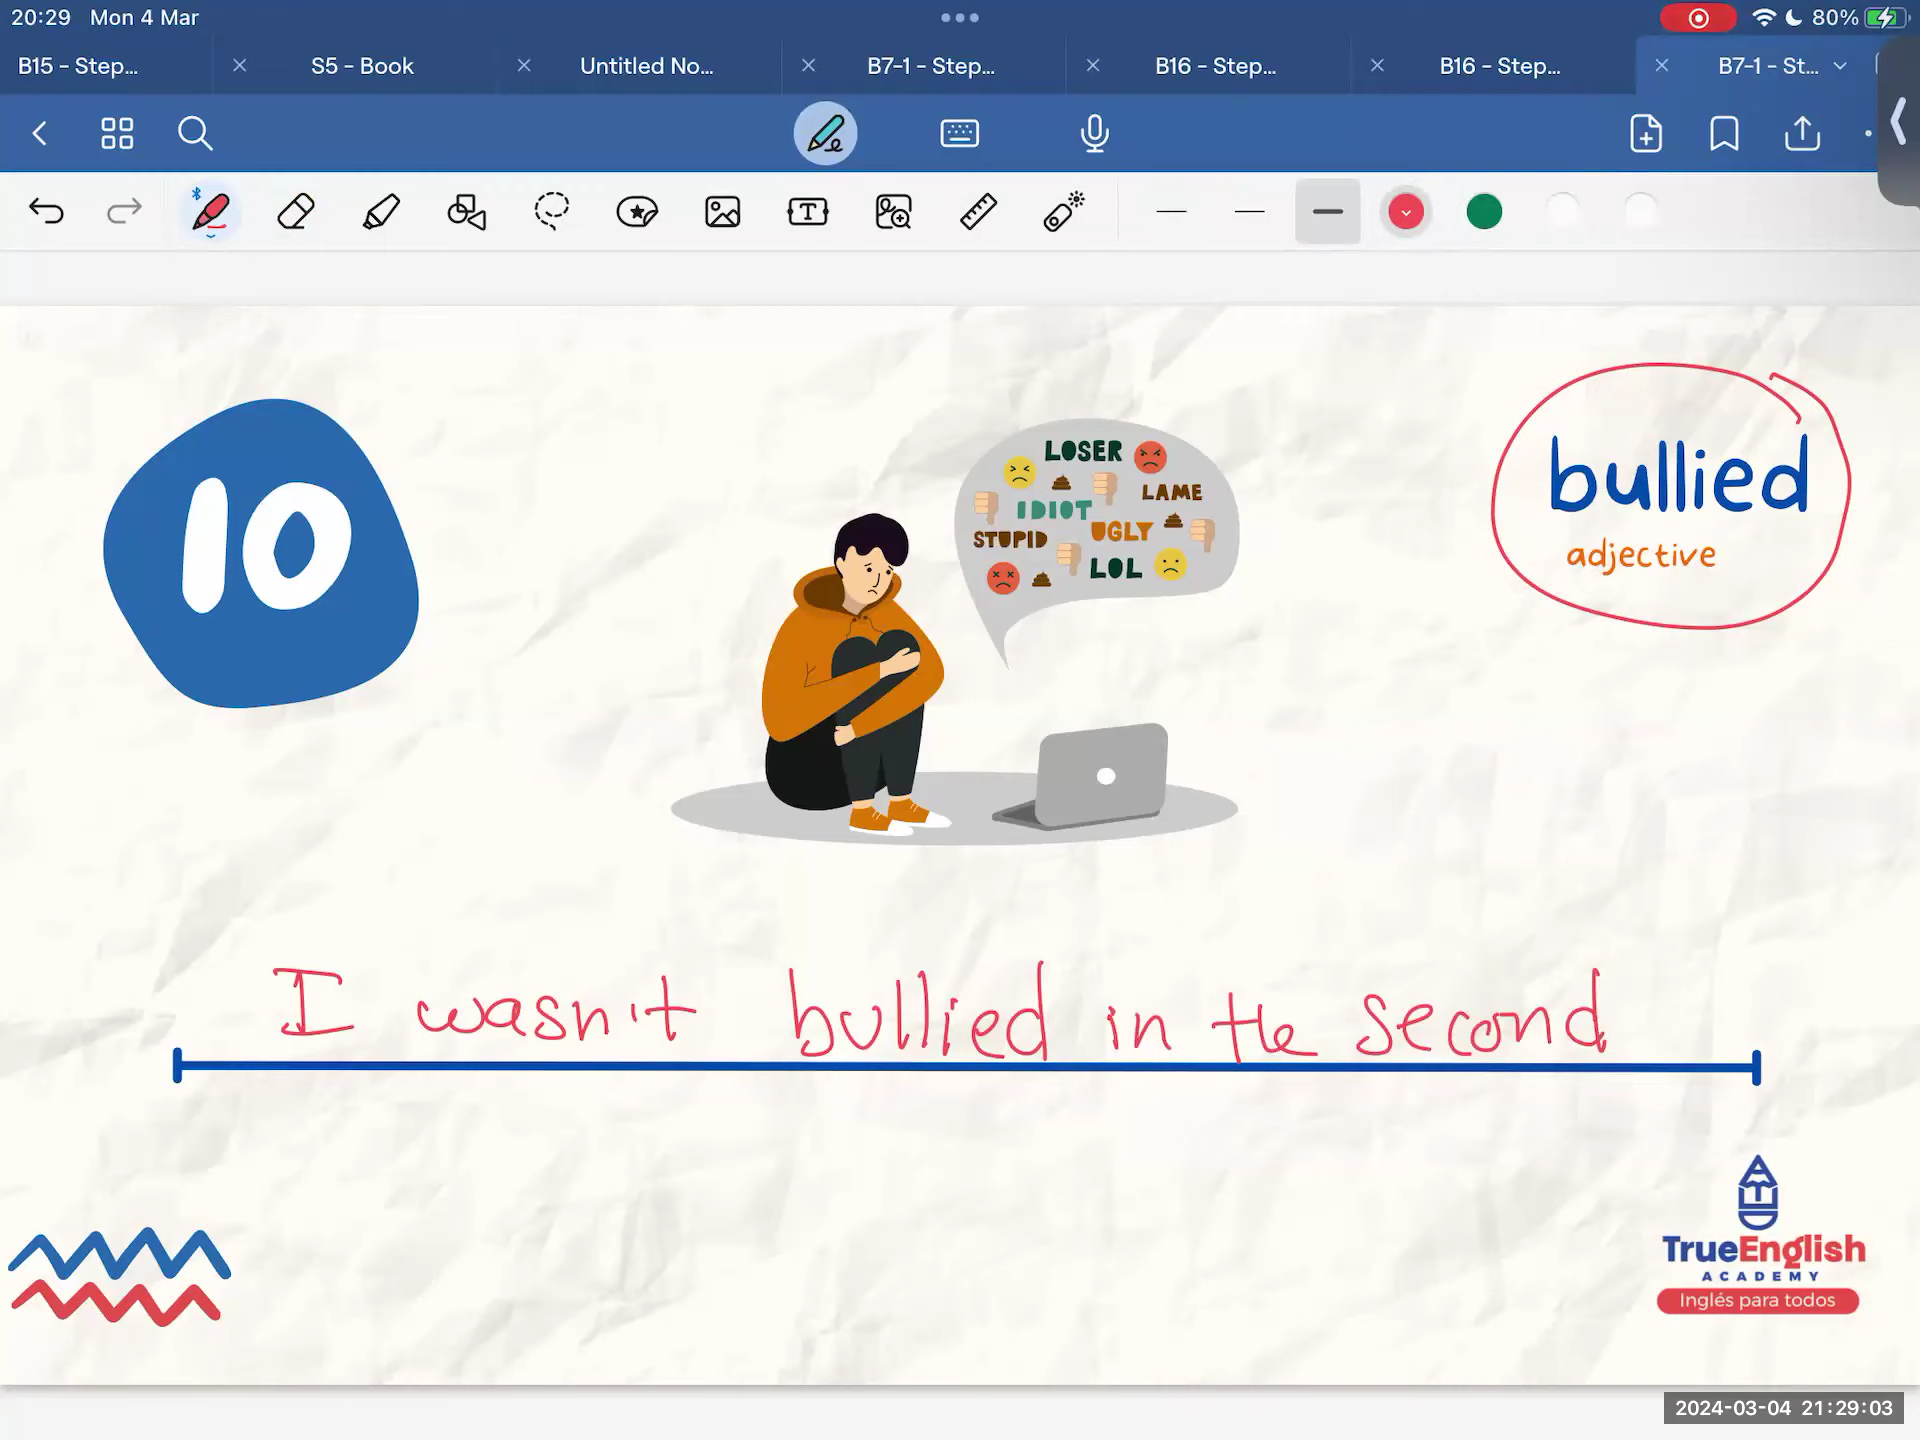 20:29 Mon 4 Mar
80%
B15 – Step...
S5 – Book
Untitled No...
B7-1 – Step...
B16 – Step...
B16 – Step...
B7-1 – St...
10
LOSER
LAME
IDIOT
STUPID
UGLY
LOL
bullied
adjective
I wasn't bullied in the second
TrueEnglish
ACADEMY
Inglés para todos
2024-03-04 21:29:03